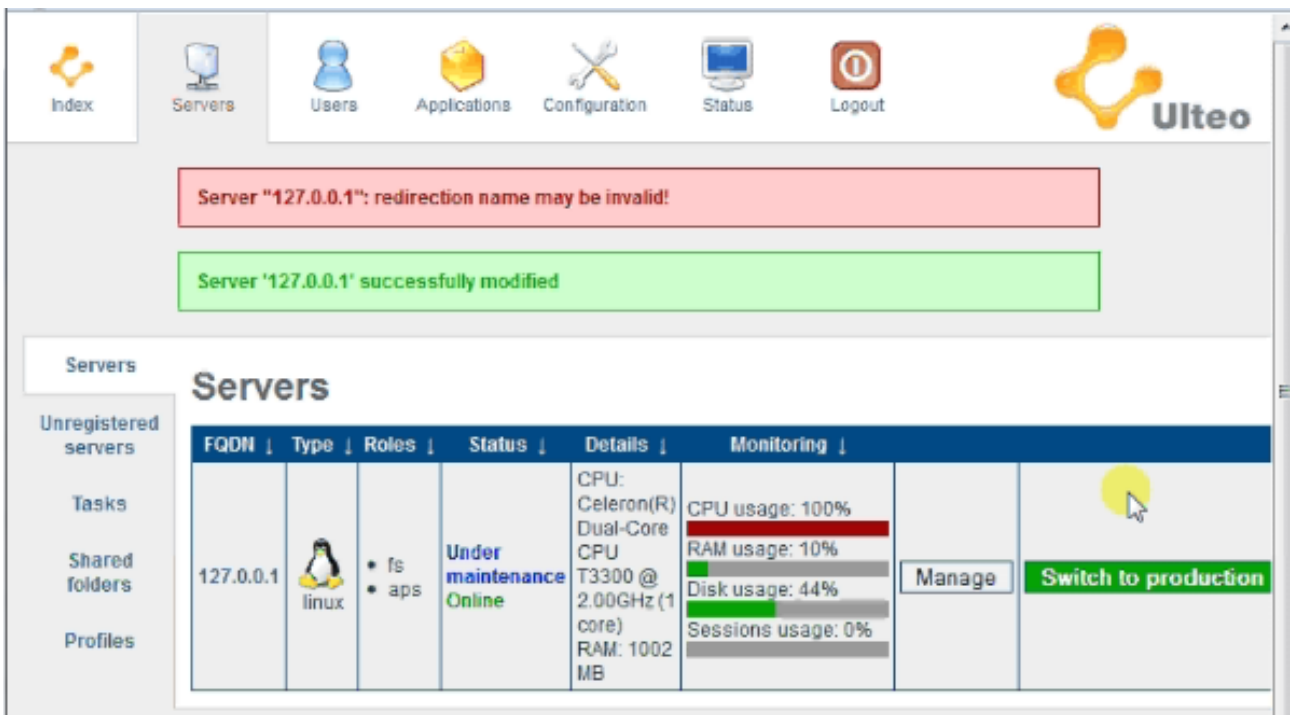 Index
Servers
Users
Applications
Configuration
Status
Logout
Ulteo
Server "127.0.0.1": redirection name may be invalid!
Server '127.0.0.1' successfully modified
Servers
Unregistered
servers
Tasks
Shared
folders
Profiles
Servers
FQDN ↓ Type ↓ Roles ↓ Status ↓ Details ↓ Monitoring ↓
127.0.0.1
linux
• fs
• aps
Under
maintenance
Online
CPU:
Celeron(R)
Dual-Core
CPU
T3300 @
2.00GHz (1
core)
RAM: 1002
MB
CPU usage: 100%
RAM usage: 10%
Disk usage: 44%
Sessions usage: 0%
Manage
Switch to production